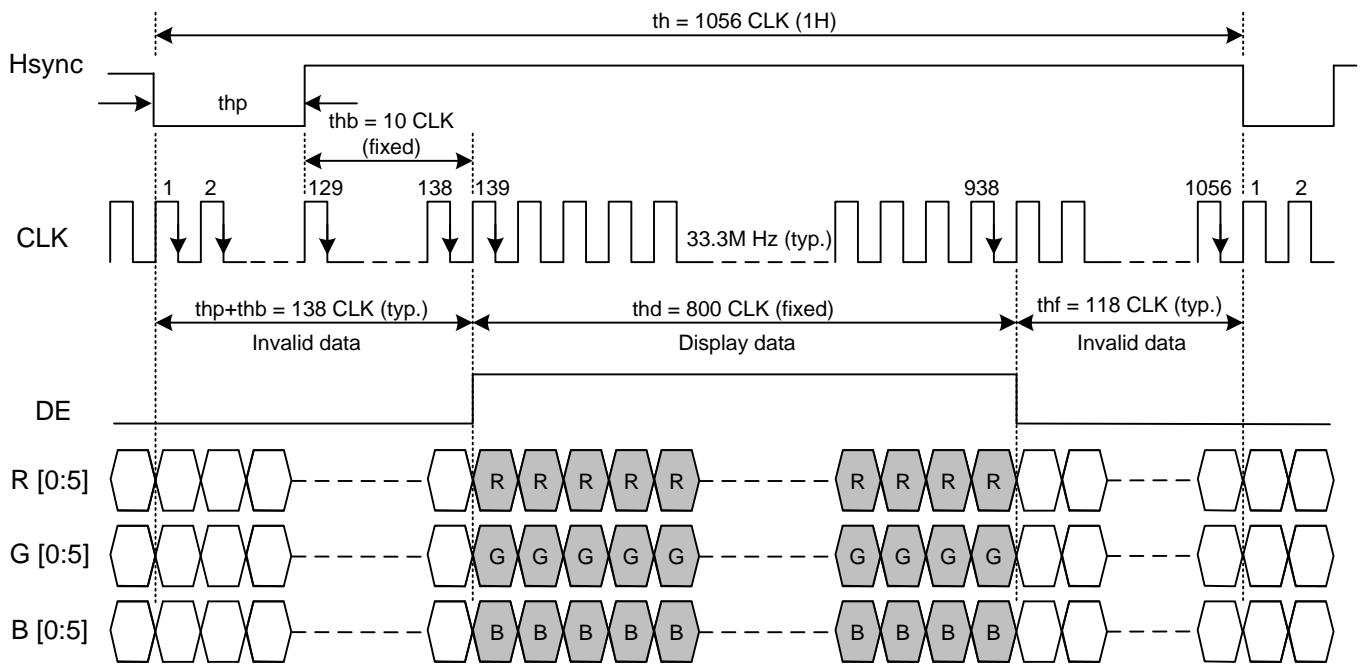 th = 1056 CLK (1H)
Hsync
thp
thb = 10 CLK
(fixed)
1 2 129 138 139 938 1056 1 2
CLK
33.3M Hz (typ.)
thp+thb = 138 CLK (typ.) thd = 800 CLK (fixed) thf = 118 CLK (typ.)
Invalid data Display data Invalid data
DE
R [0:5] R R R R R R R R R
G [0:5] G G G G G G G G G
B [0:5] B B B B B B B B B